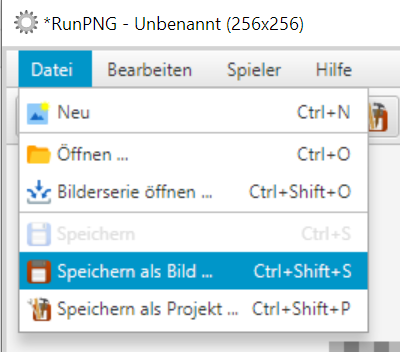 *RunPNG - Unbenannt (256x256)
Datei Bearbeiten Spieler Hilfe
Neu Ctrl+N
Öffnen ... Ctrl+O
Bilderserie öffnen ... Ctrl+Shift+O
Speichern Ctrl+S
Speichern als Bild ... Ctrl+Shift+S
Speichern als Projekt ... Ctrl+Shift+P